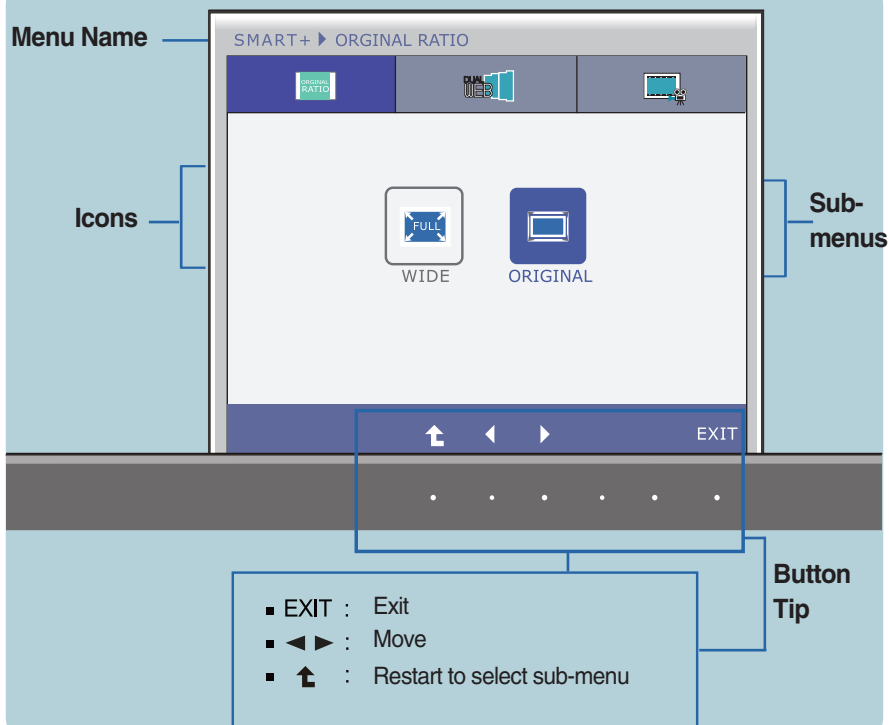 Menu Name
SMART+ ORGINAL RATIO
ORGINAL
RATIO
DUAL
WEB
Icons
FULL
WIDE
ORIGINAL
Sub-
menus
EXIT
Button
Tip
EXIT : Exit
: Move
: Restart to select sub-menu